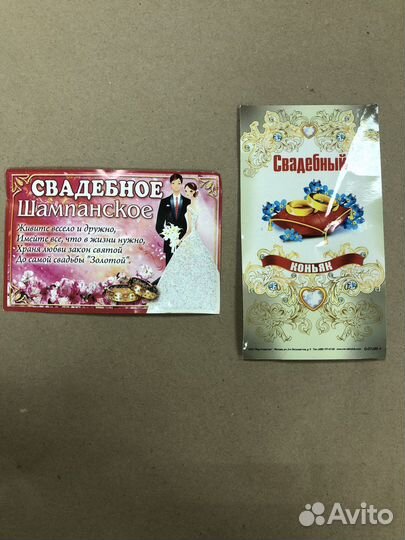 СВАДЕБНОЕ
Шампанское
Живите весело и дружно,
Имейте все, что в жизни нужно,
Храня любви закон святой
До самой свадьбы "Золотой".
Свадебный
КОНЬЯК
Avito